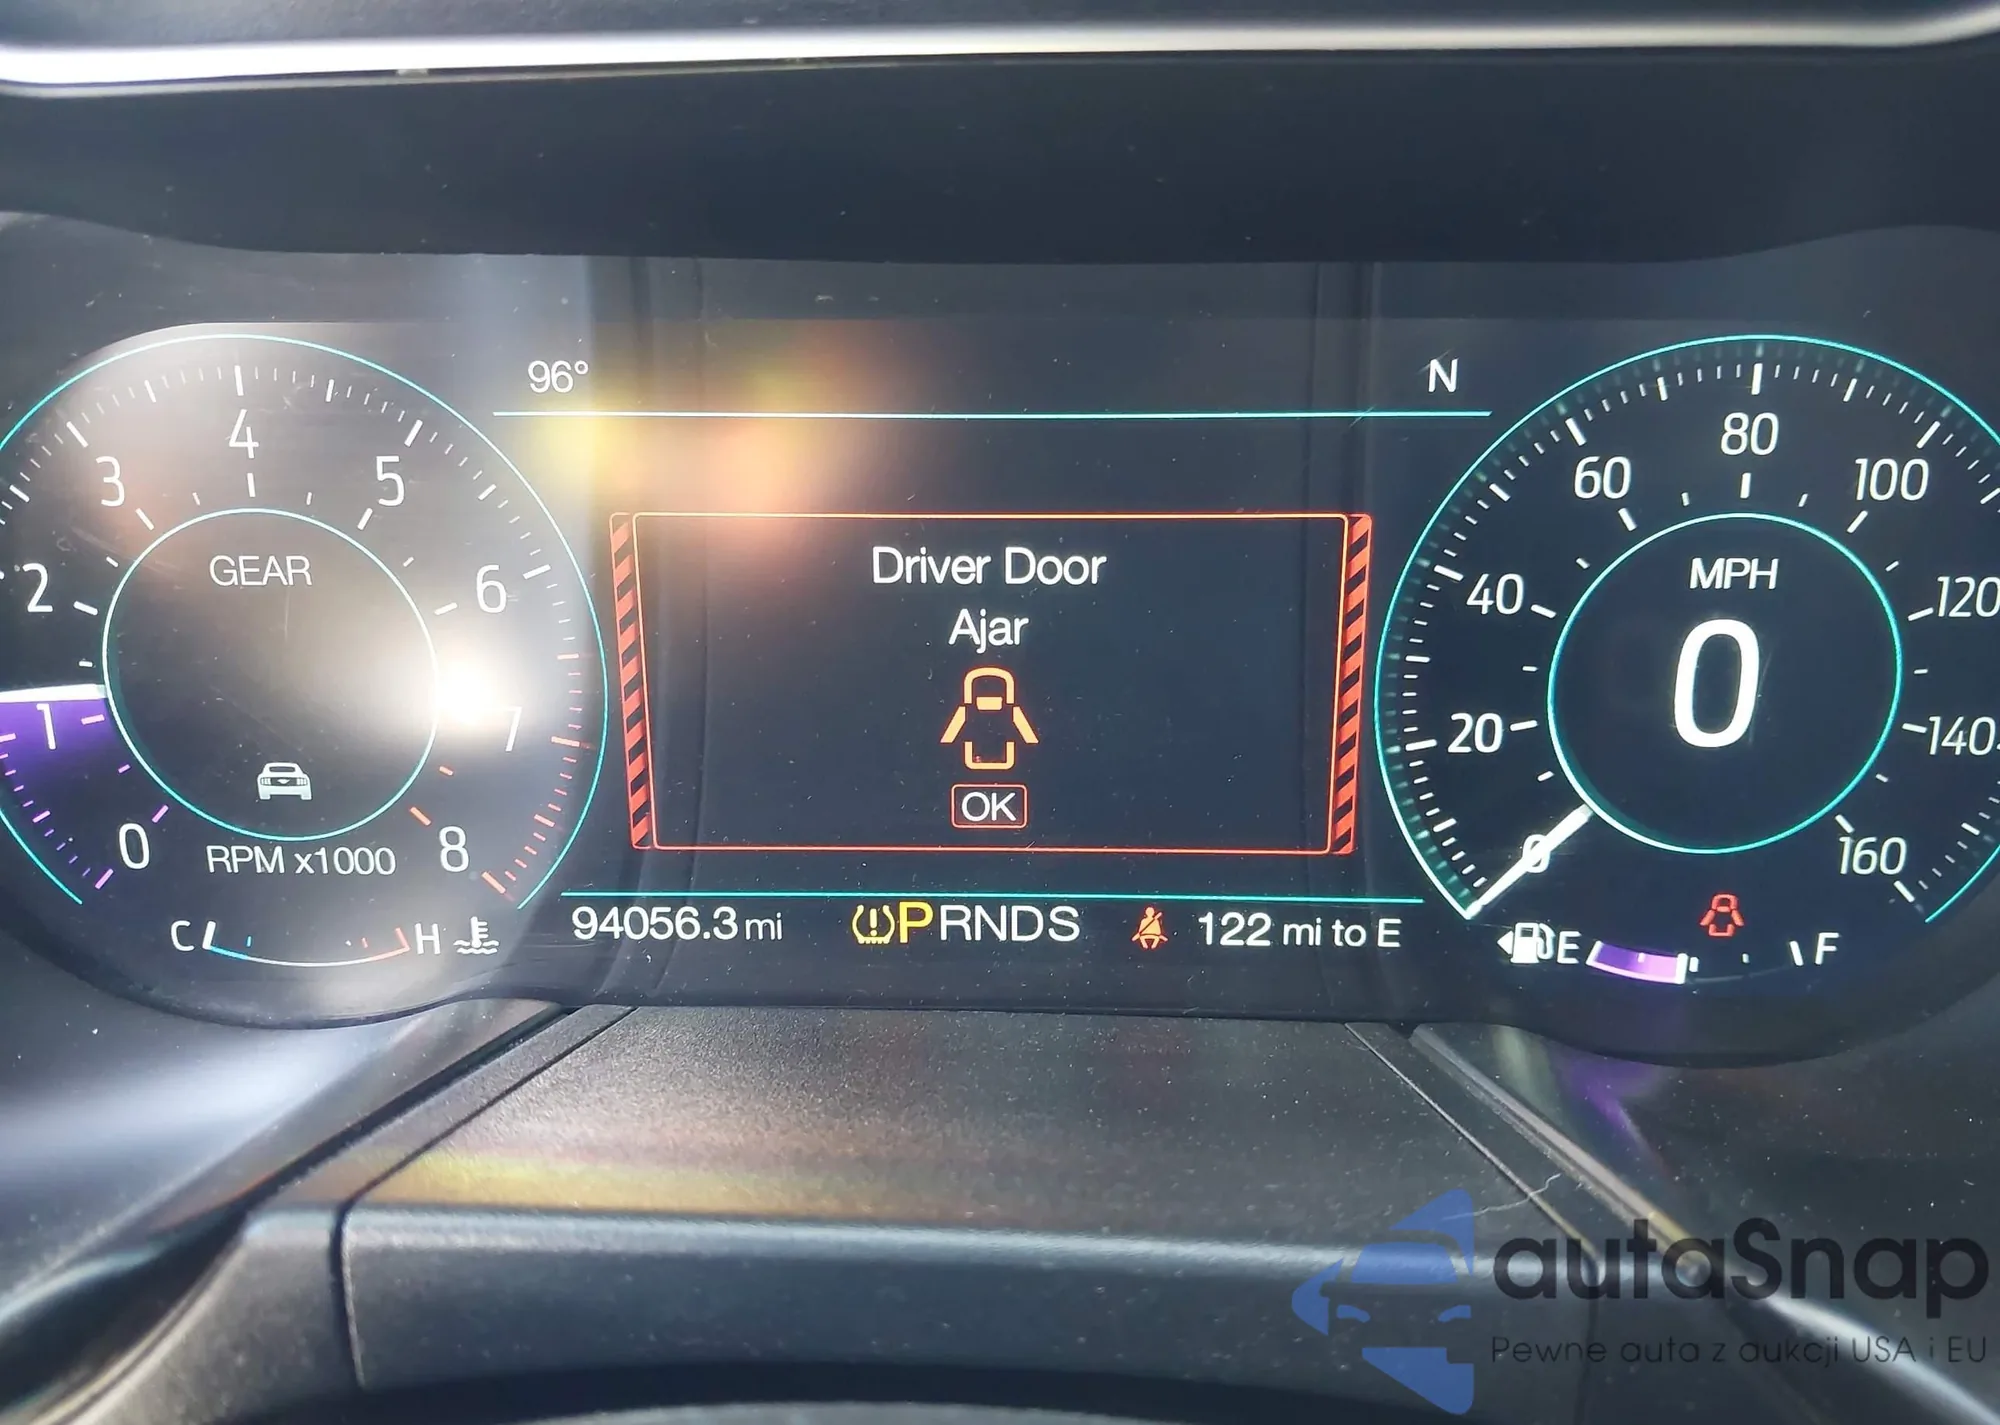 96°
N
4
3
5
2
6
GEAR
1
7
0
8
RPM x1000
C
H
Driver Door
Ajar
OK
94056.3 mi
PRNDS
122 mi to E
80
60
100
40
MPH
120
0
20
140
0
160
E
F
autaSnap
Pewne auta z aukcji USA i EU